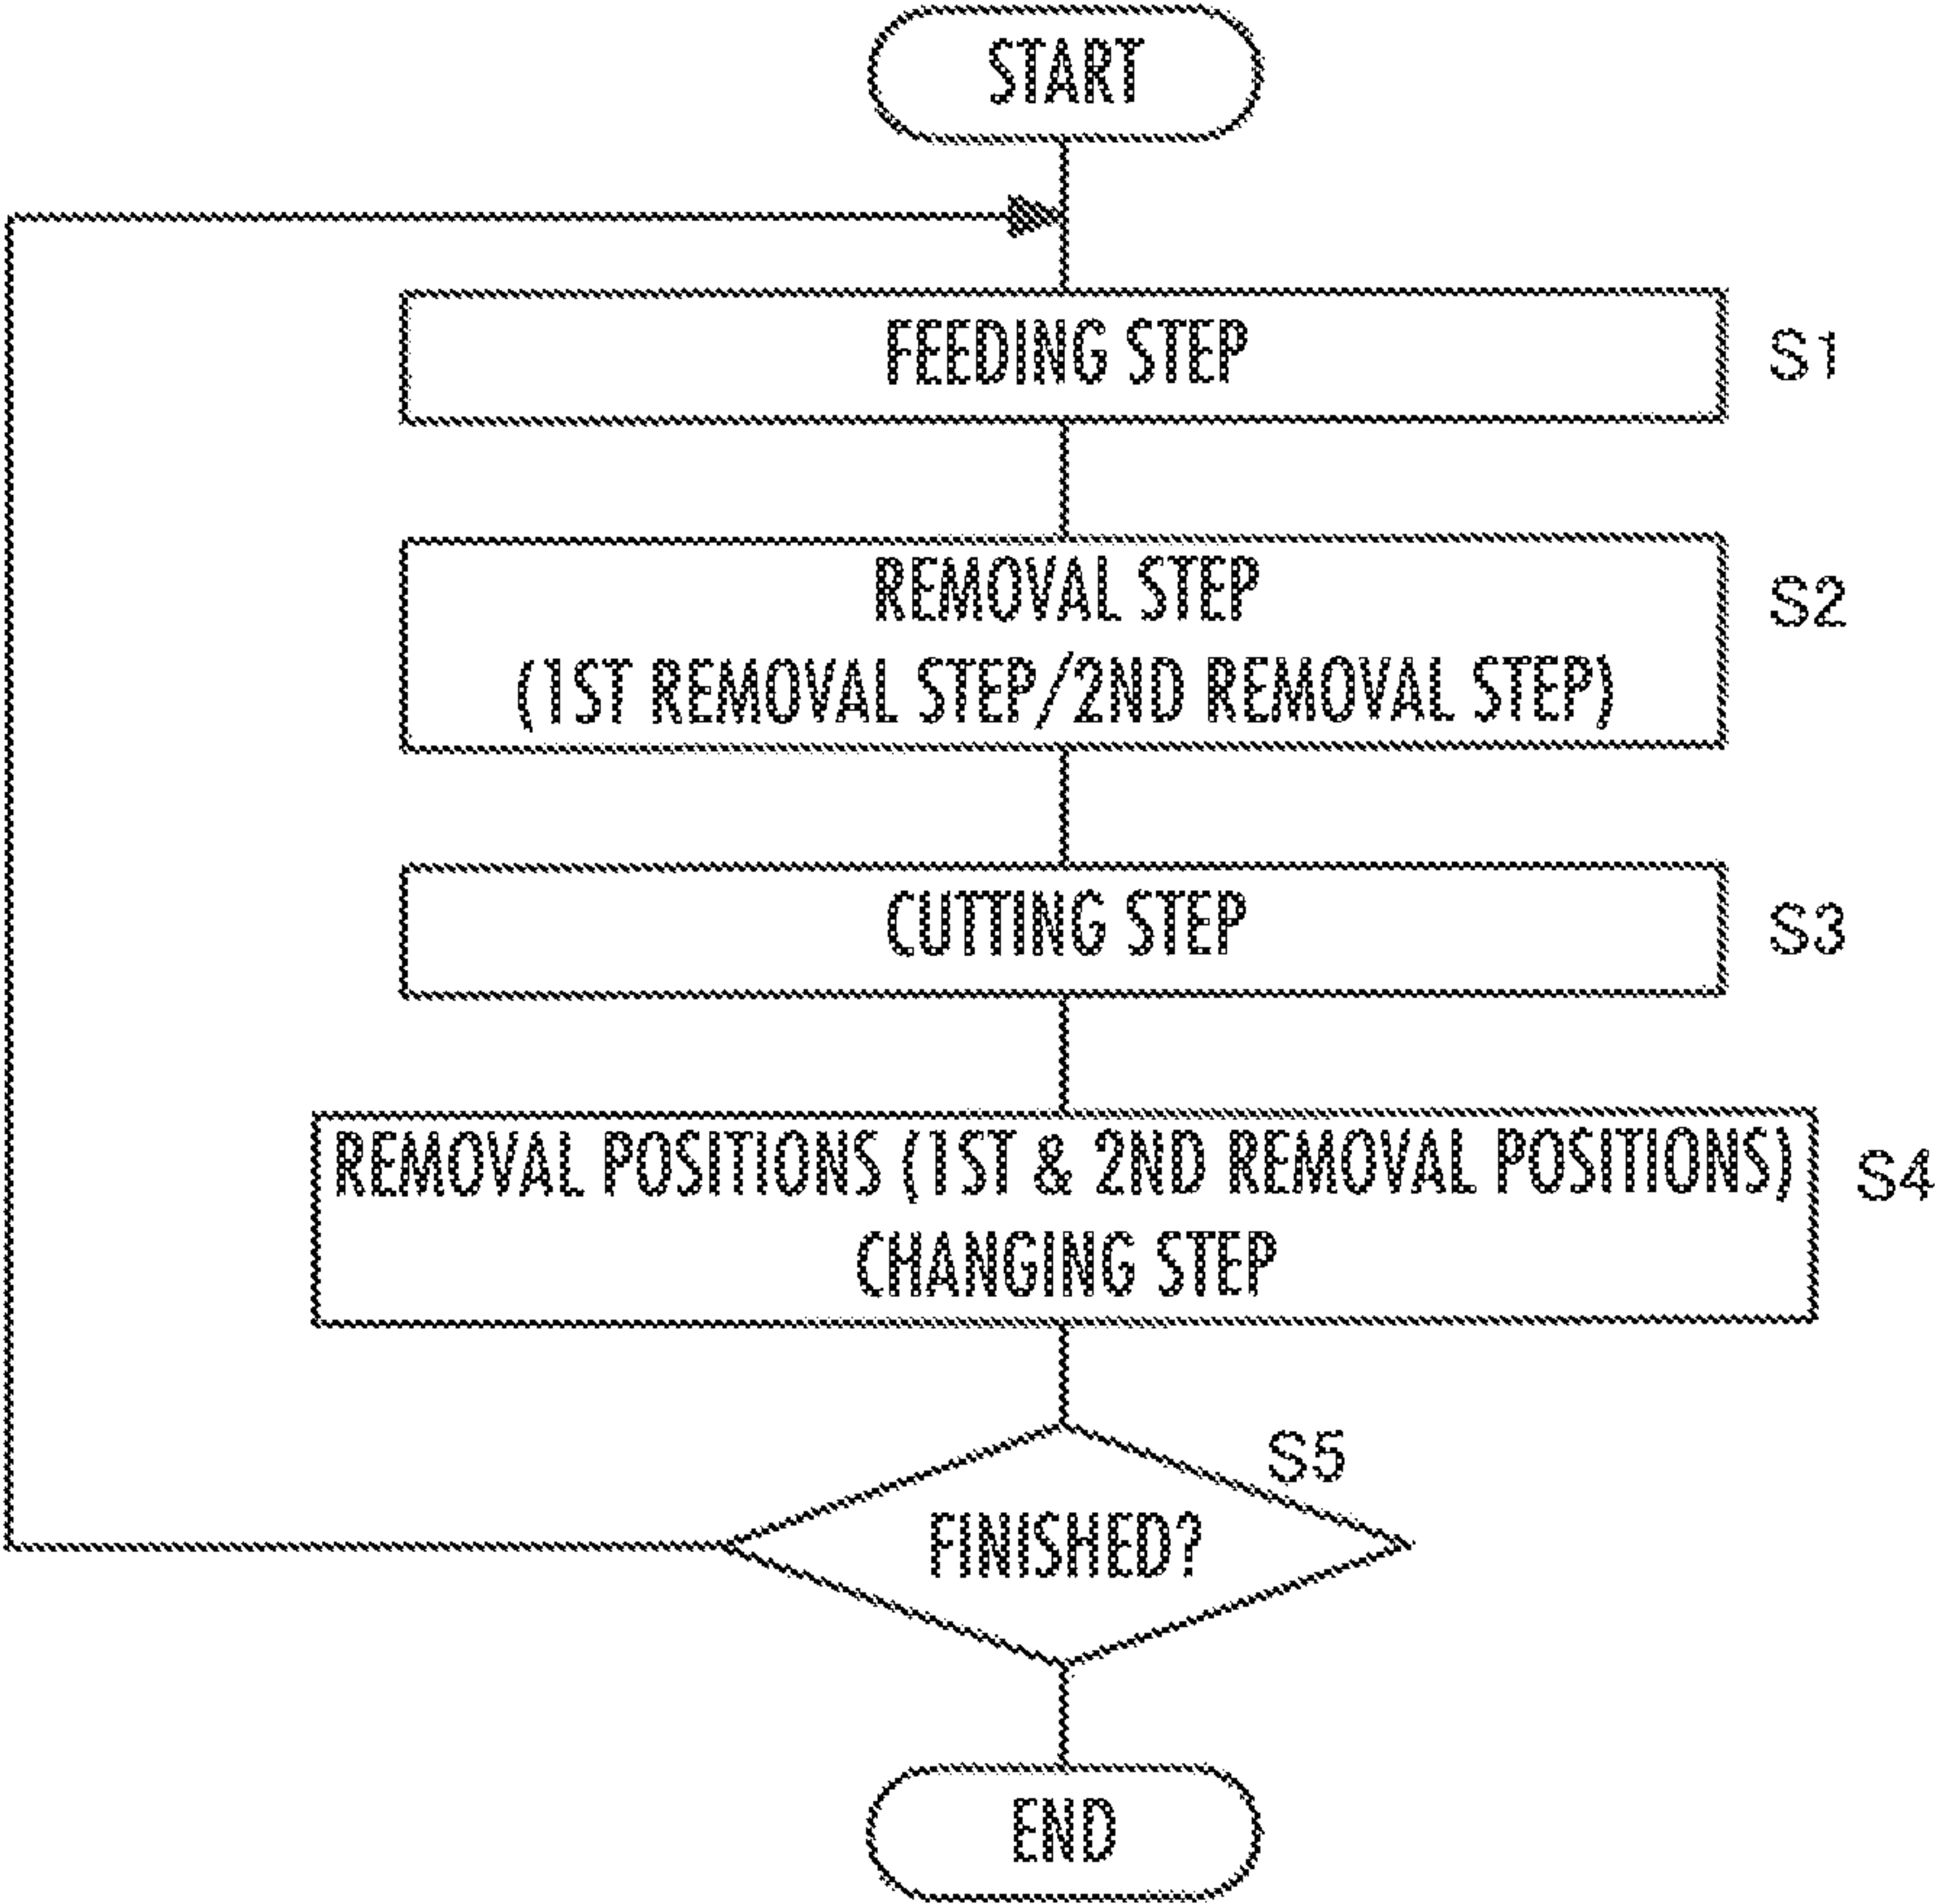 START
FEEDING STEP
S1
REMOVAL STEP
S2
(1ST REMOVAL STEP/2ND REMOVAL STEP)
CUTTING STEP
S3
REMOVAL POSITIONS (1ST & 2ND REMOVAL POSITIONS)
S4
CHANGING STEP
S5
FINISHED?
END